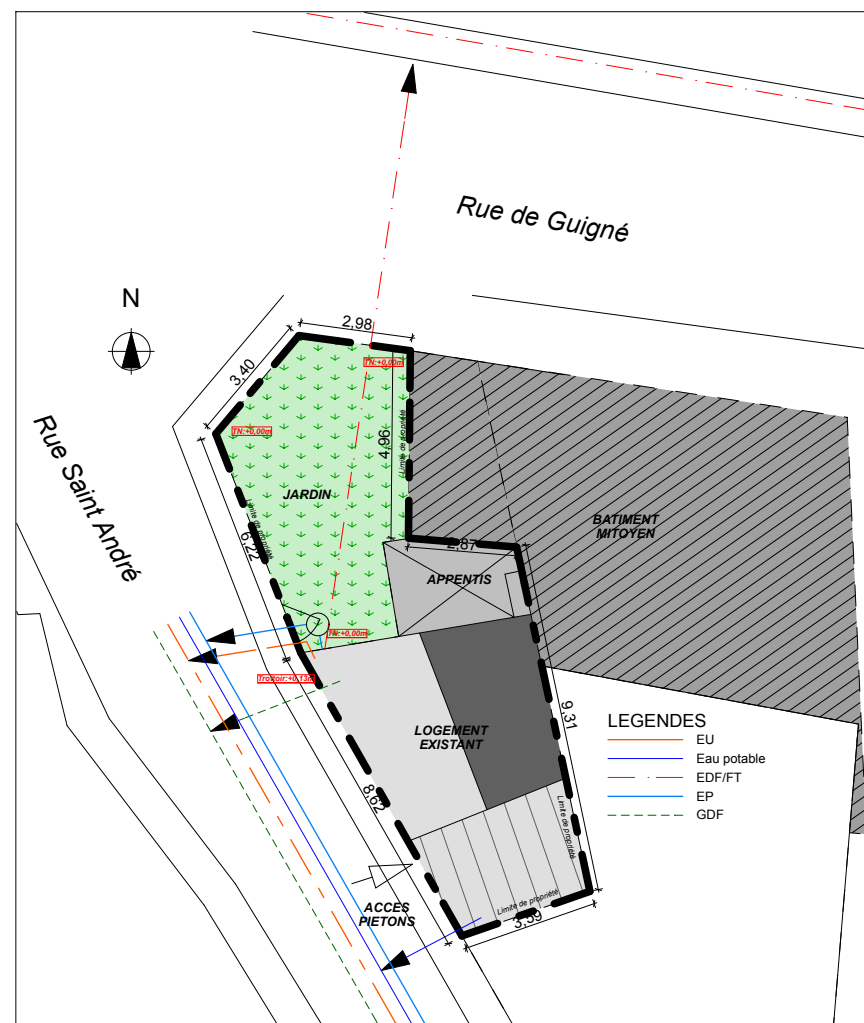 Rue de Guigné
N
2,98
3,40
TN:+0,00m
Rue Saint André
TN:+0,00m
4,96
Limite de propriété
JARDIN
Limite de propriété
6,22
BATIMENT
MITOYEN
2,87
APPENTIS
TN:+0,00m
Trottoir:+0,13m
9,31
LOGEMENT
EXISTANT
LEGENDES
EU
Eau potable
EDF/FT
EP
GDF
8,62
Limite de propriété
ACCES
PIETONS
Limite de propriété
3,59